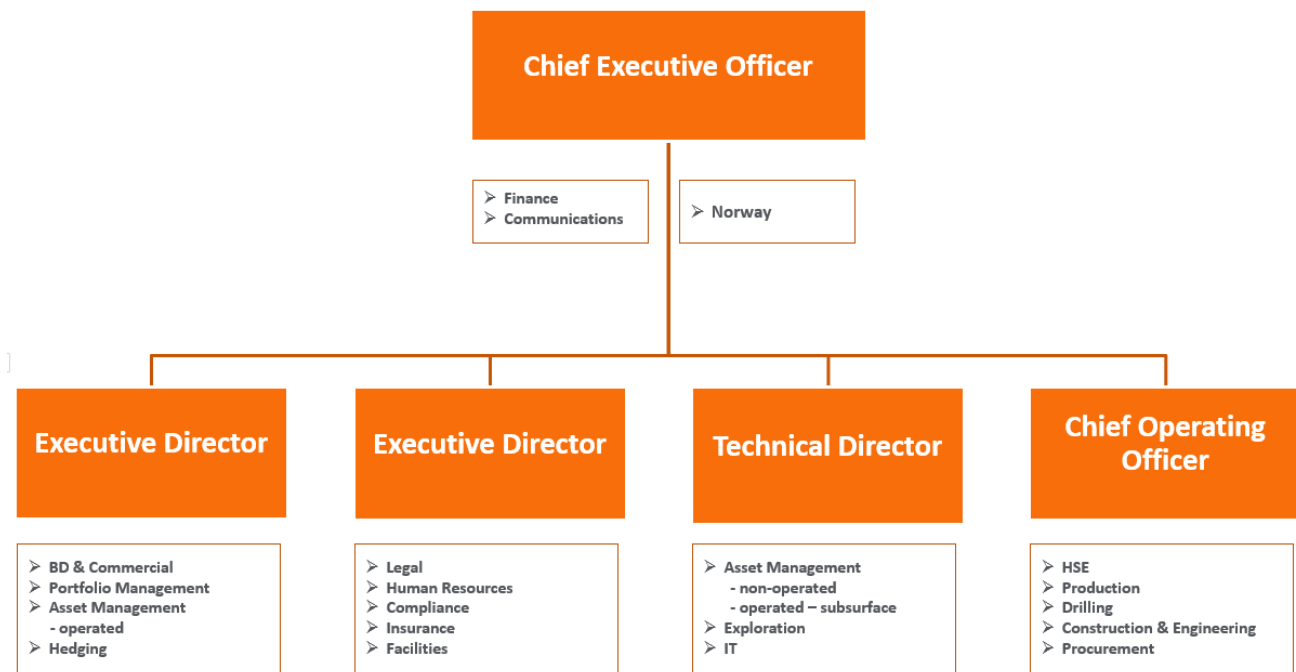 Chief Executive Officer
➢ Finance
➢ Communications
➢ Norway
]
Executive Director
➢ BD & Commercial
➢ Portfolio Management
➢ Asset Management
- operated
➢ Hedging
Executive Director
➢ Legal
➢ Human Resources
➢ Compliance
➢ Insurance
➢ Facilities
Technical Director
➢ Asset Management
- non-operated
- operated – subsurface
➢ Exploration
➢ IT
Chief Operating
Officer
➢ HSE
➢ Production
➢ Drilling
➢ Construction & Engineering
➢ Procurement